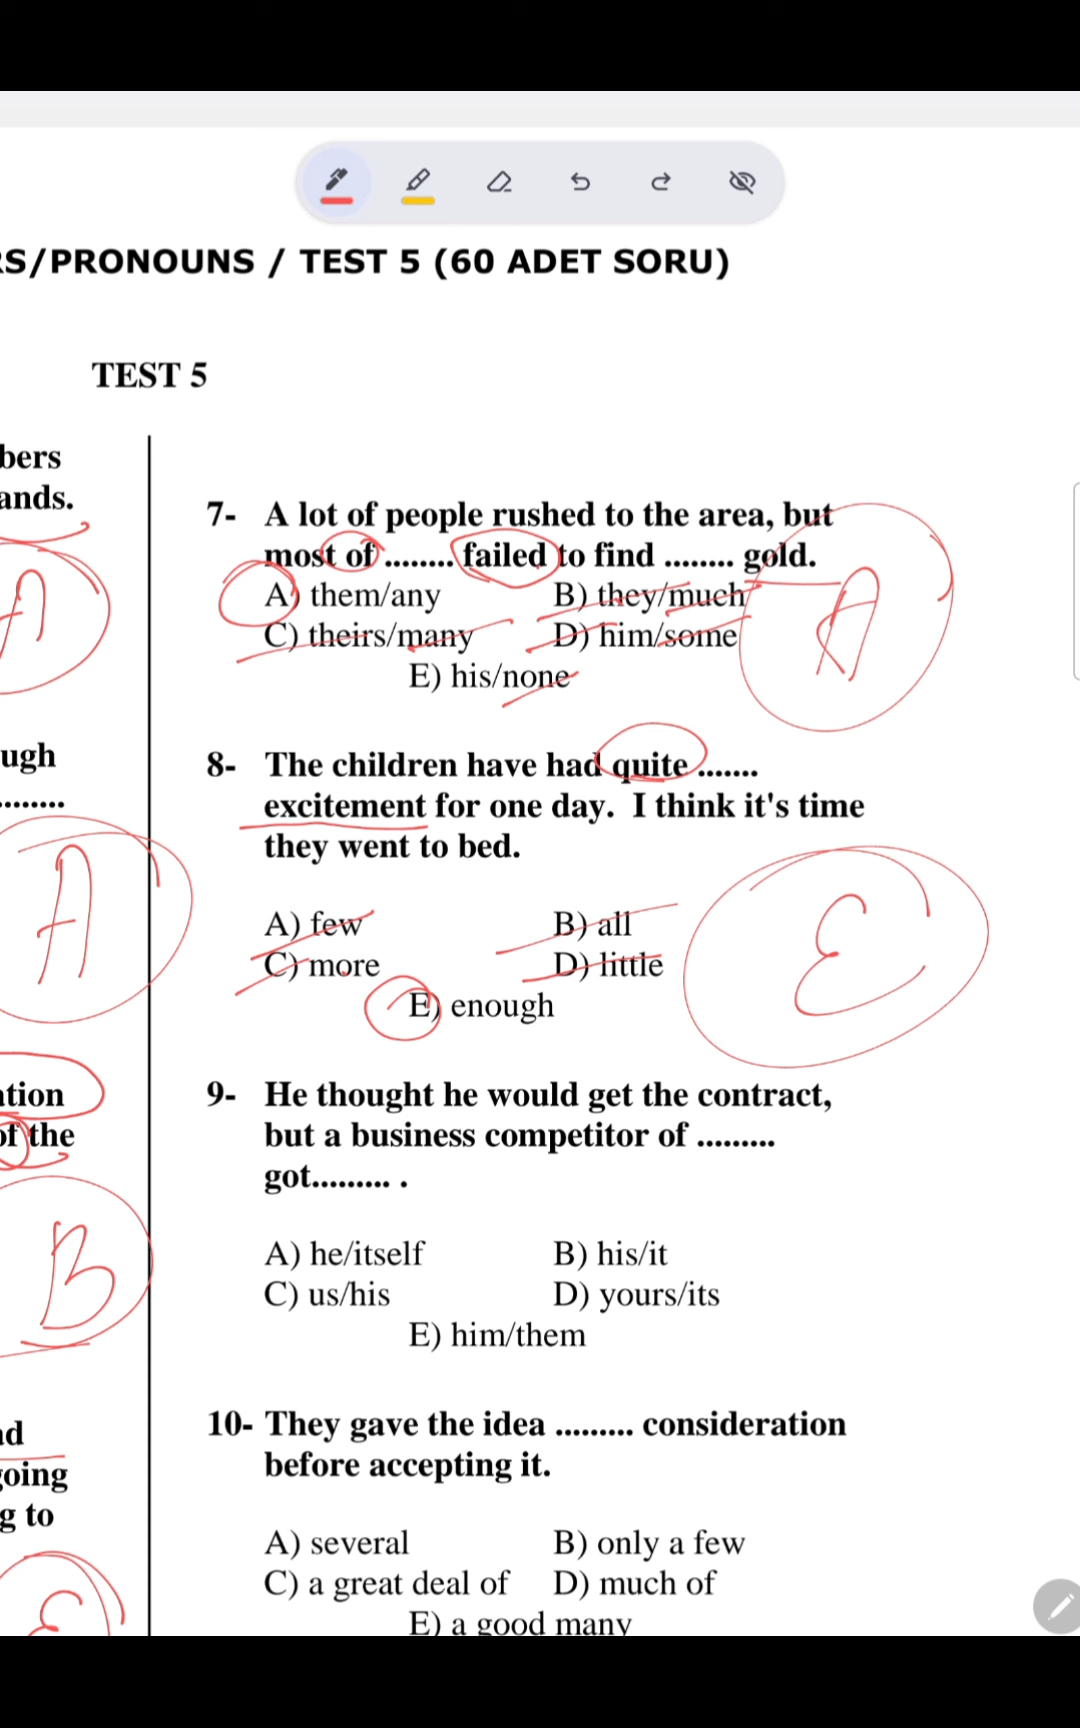 S/PRONOUNS / TEST 5 (60 ADET SORU)
TEST 5
bers
ands.
A
ugh
........
A
tion
of the
B
d
going
g to
E
7- A lot of people rushed to the area, but
most of ........ failed to find ........ gold.
A) them/any B) they/much
C) theirs/many D) him/some
E) his/none
A
8- The children have had quite .......
excitement for one day. I think it's time
they went to bed.
A) few B) all
C) more D) little
E) enough
E
9- He thought he would get the contract,
but a business competitor of .........
got......... .
A) he/itself B) his/it
C) us/his D) yours/its
E) him/them
10- They gave the idea ......... consideration
before accepting it.
A) several B) only a few
C) a great deal of D) much of
E) a good many